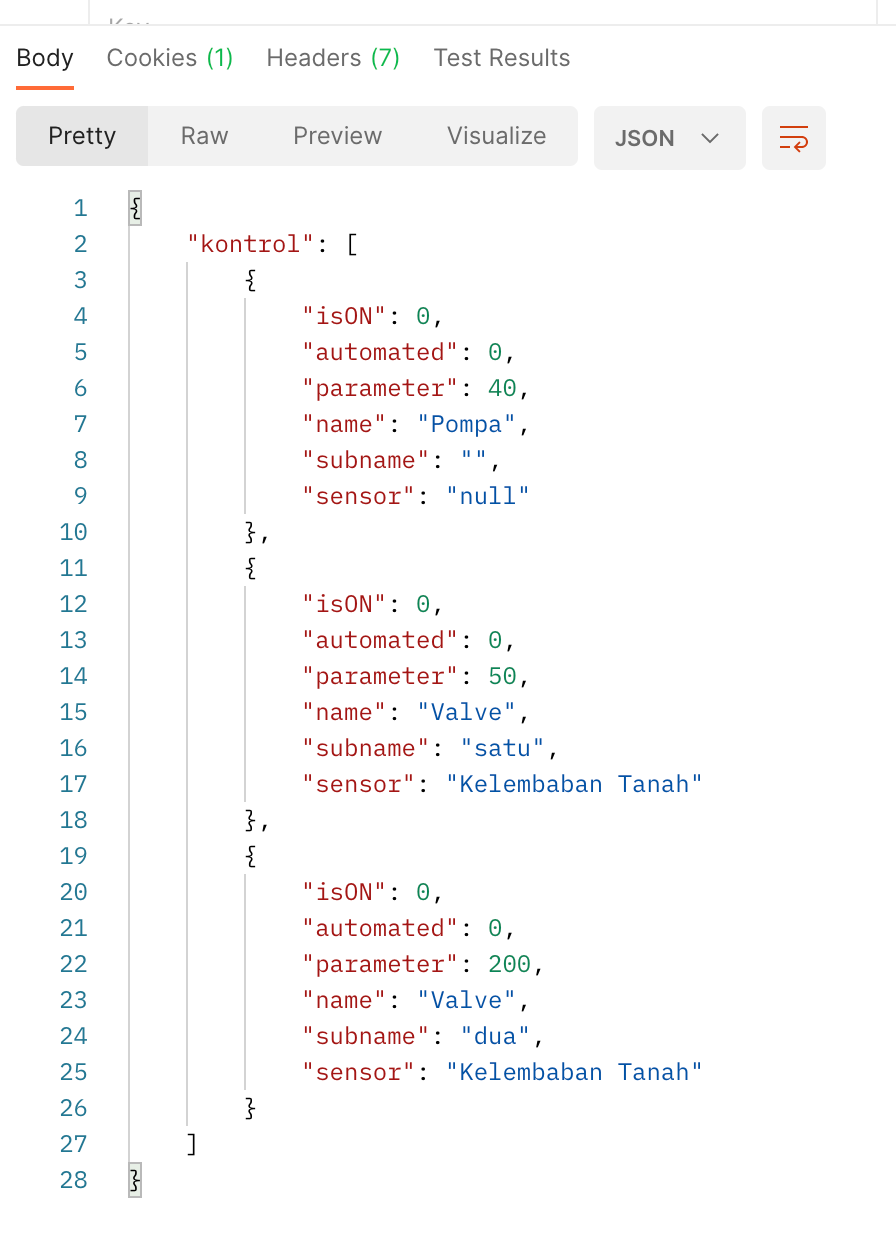 Body Cookies (1) Headers (7) Test Results
Pretty Raw Preview Visualize JSON
1 {
2 "kontrol": [
3 {
4 "isON": 0,
5 "automated": 0,
6 "parameter": 40,
7 "name": "Pompa",
8 "subname": "",
9 "sensor": "null"
10 },
11 {
12 "isON": 0,
13 "automated": 0,
14 "parameter": 50,
15 "name": "Valve",
16 "subname": "satu",
17 "sensor": "Kelembaban Tanah"
18 },
19 {
20 "isON": 0,
21 "automated": 0,
22 "parameter": 200,
23 "name": "Valve",
24 "subname": "dua",
25 "sensor": "Kelembaban Tanah"
26 }
27 ]
28 }